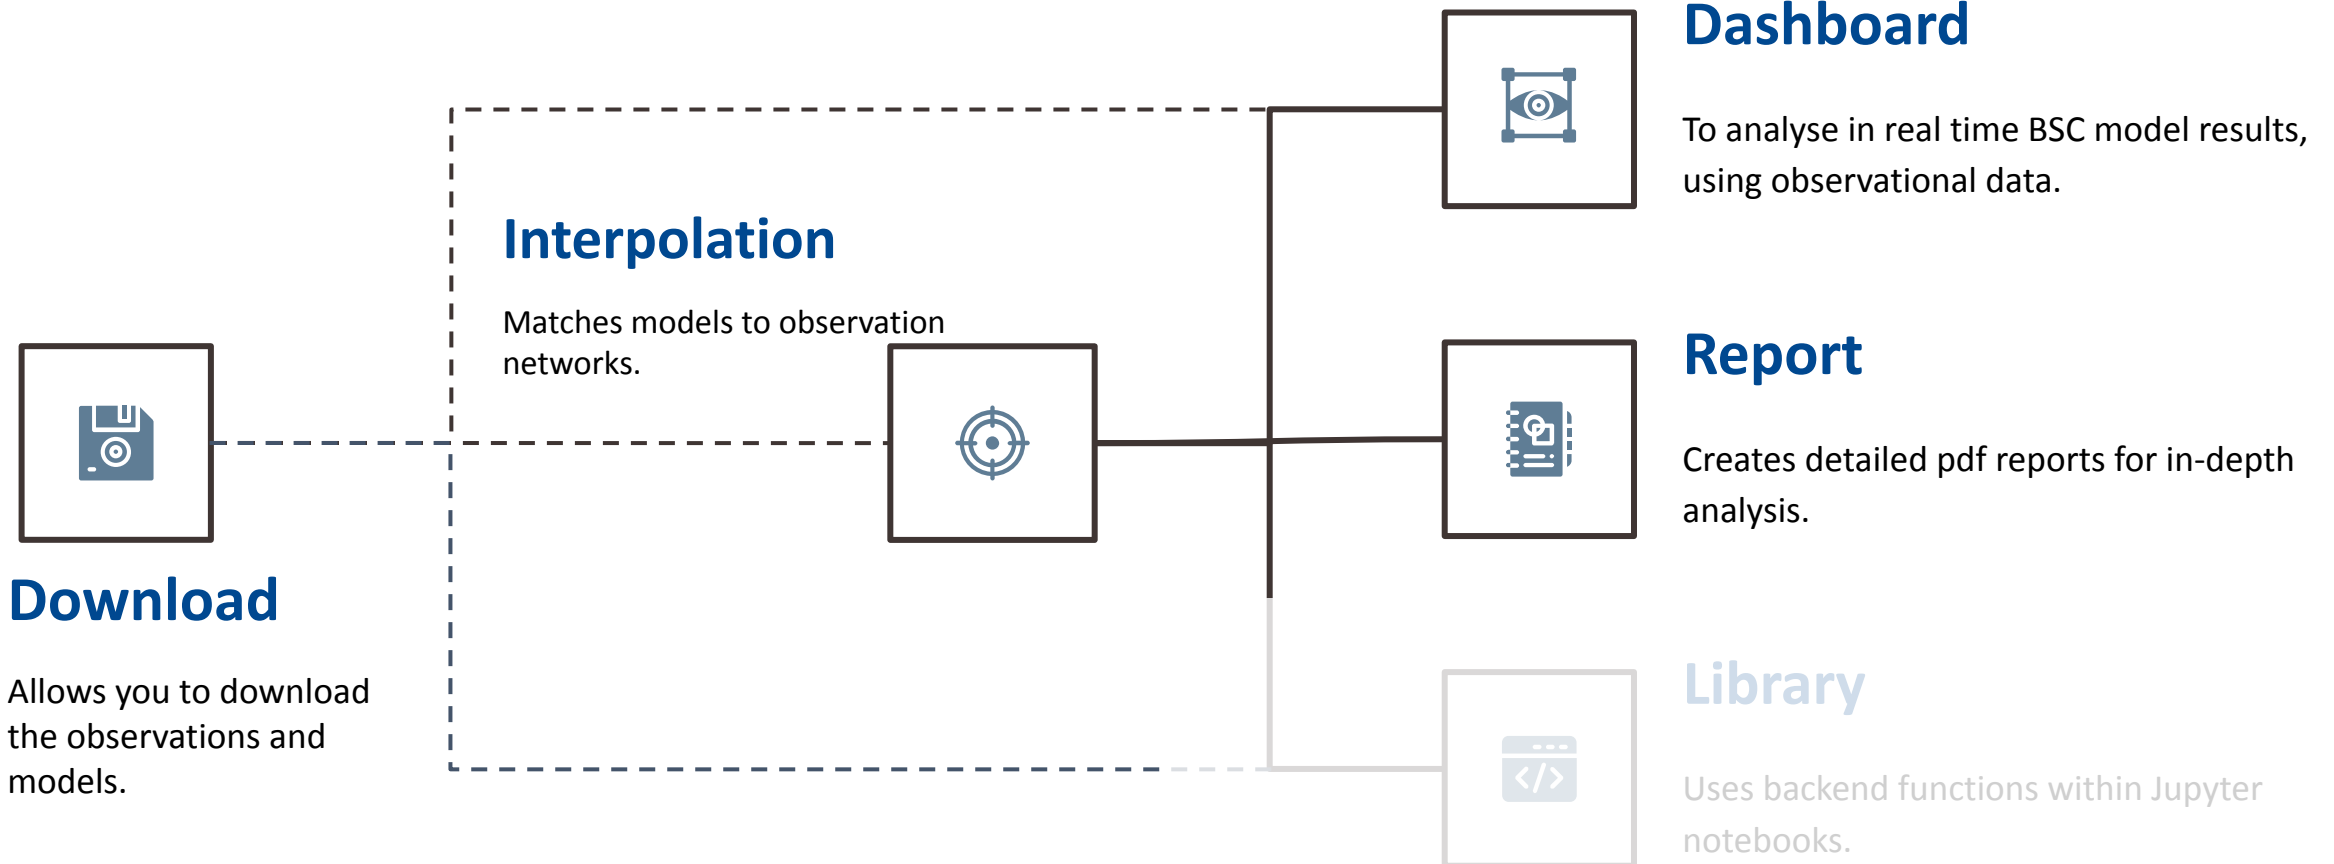 Dashboard
To analyse in real time BSC model results,
using observational data.
Interpolation
Matches models to observation
networks.
Report
Creates detailed pdf reports for in-depth
analysis.
Download
Allows you to download
the observations and
models.
Library
Uses backend functions within Jupyter
notebooks.